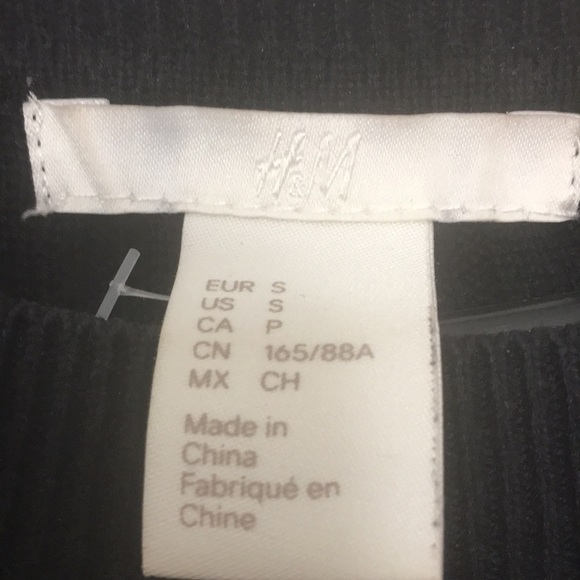 H&M
EUR S
US S
CA P
CN 165/88A
MX CH
Made in
China
Fabriqué en
Chine